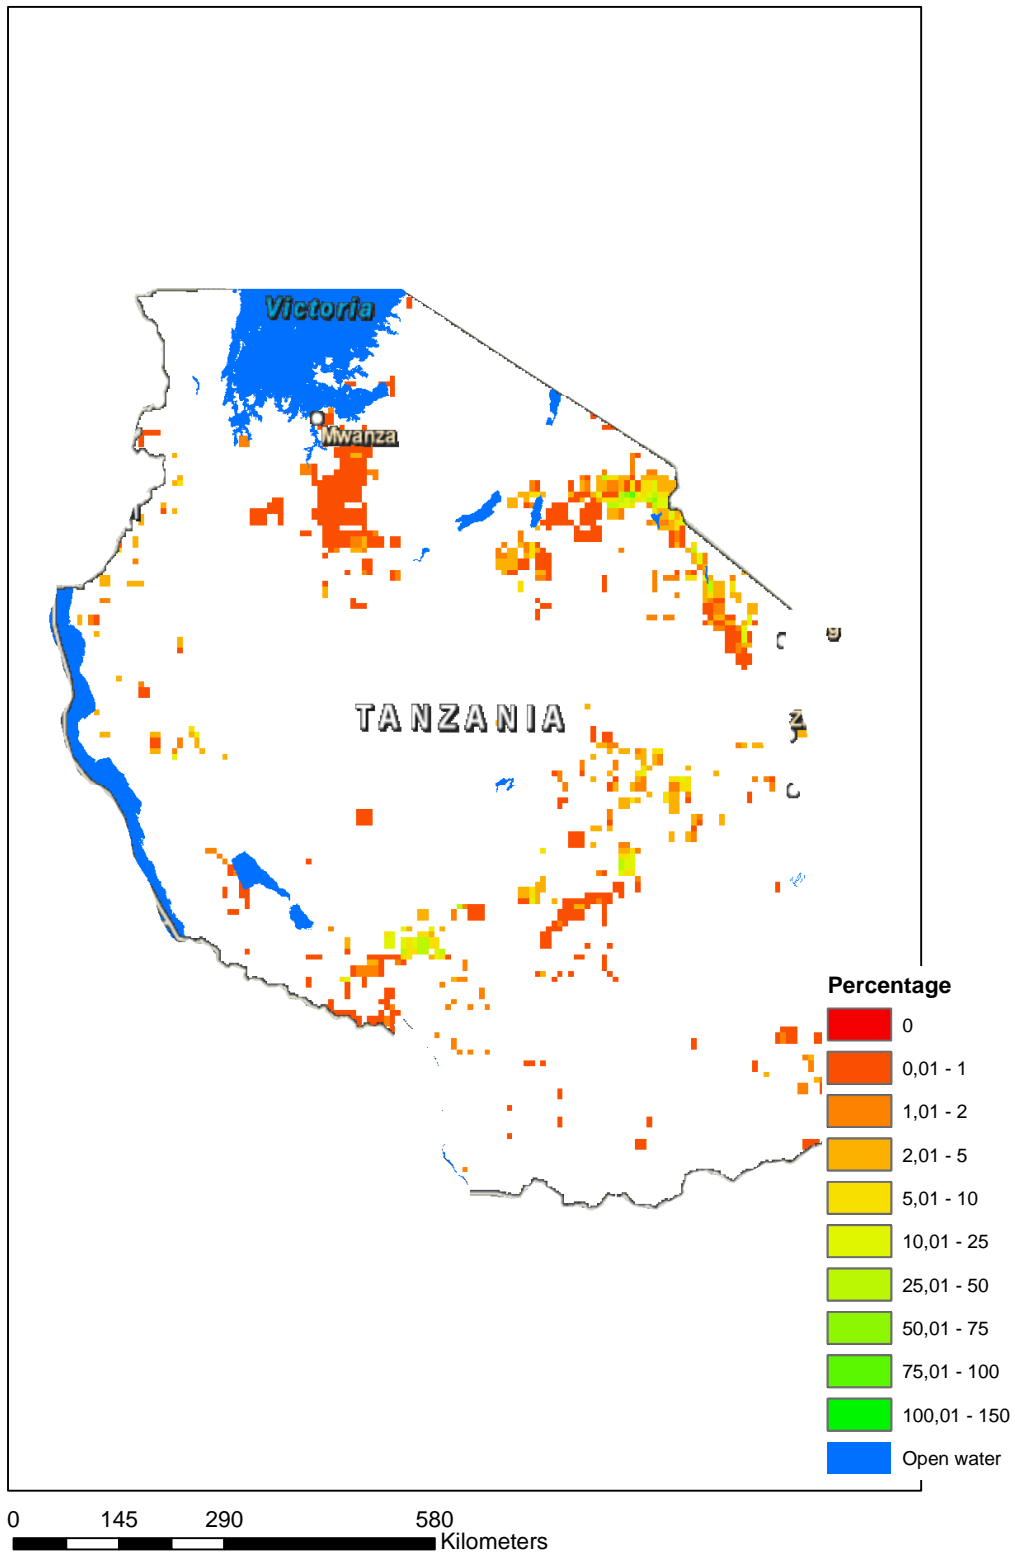 Victoria
Mwanza
TANZANIA
Percentage
0
0,01 - 1
1,01 - 2
2,01 - 5
5,01 - 10
10,01 - 25
25,01 - 50
50,01 - 75
75,01 - 100
100,01 - 150
Open water
0 145 290 580
Kilometers